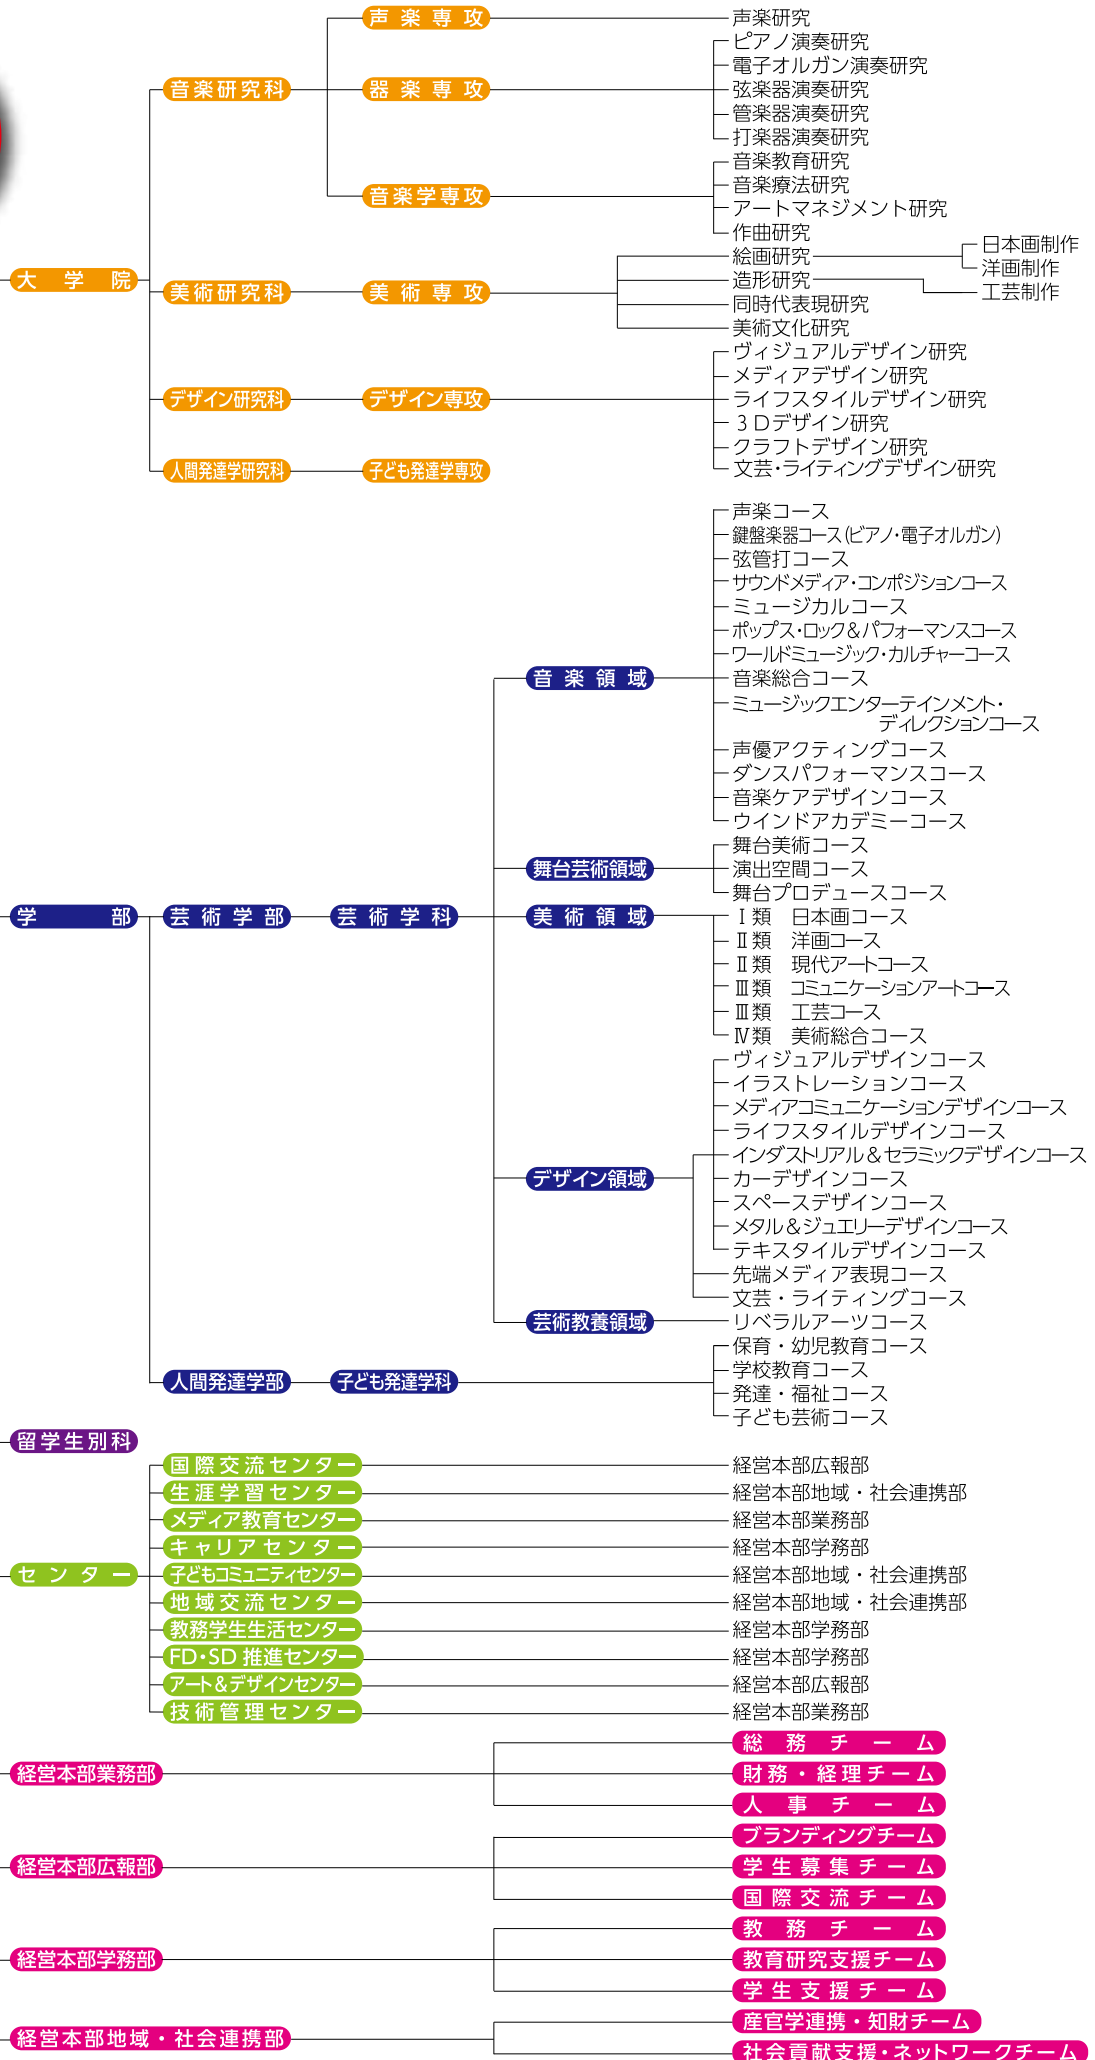 声楽専攻
声楽研究
ピアノ演奏研究
電子オルガン演奏研究
音楽研究科
器楽専攻
弦楽器演奏研究
管楽器演奏研究
打楽器演奏研究
音楽教育研究
音楽療法研究
音楽学専攻
アートマネジメント研究
作曲研究
日本画制作
絵画研究
洋画制作
大学院
造形研究
美術研究科
美術専攻
工芸制作
同時代表現研究
美術文化研究
ヴィジュアルデザイン研究
メディアデザイン研究
デザイン研究科
デザイン専攻
ライフスタイルデザイン研究
3Dデザイン研究
クラフトデザイン研究
人間発達学研究科
子ども発達学専攻
文芸・ライティングデザイン研究
声楽コース
鍵盤楽器コース(ピアノ・電子オルガン)
弦管打コース
サウンドメディア・コンポジションコース
ミュージカルコース
ポップス・ロック&パフォーマンスコース
ワールドミュージック・カルチャーコース
音楽領域
音楽総合コース
ミュージックエンターテインメント・
ディレクションコース
声優アクティングコース
ダンスパフォーマンスコース
音楽ケアデザインコース
ウインドアカデミーコース
舞台美術コース
舞台芸術領域
演出空間コース
舞台プロデュースコース
学部
芸術学部
芸術学科
美術領域
Ⅰ類 日本画コース
Ⅱ類 洋画コース
Ⅱ類 現代アートコース
Ⅲ類 コミュニケーションアートコース
Ⅲ類 工芸コース
Ⅳ類 美術総合コース
ヴィジュアルデザインコース
イラストレーションコース
メディアコミュニケーションデザインコース
ライフスタイルデザインコース
インダストリアル&セラミックデザインコース
デザイン領域
カーデザインコース
スペースデザインコース
メタル&ジュエリーデザインコース
テキスタイルデザインコース
先端メディア表現コース
文芸・ライティングコース
芸術教養領域
リベラルアーツコース
保育・幼児教育コース
人間発達学部
子ども発達学科
学校教育コース
発達・福祉コース
子ども芸術コース
留学生別科
国際交流センター
経営本部広報部
生涯学習センター
経営本部地域・社会連携部
メディア教育センター
経営本部業務部
キャリアセンター
経営本部学務部
センター
子どもコミュニティセンター
経営本部地域・社会連携部
地域交流センター
経営本部地域・社会連携部
教務学生生活センター
経営本部学務部
FD・SD推進センター
経営本部学務部
アート&デザインセンター
経営本部広報部
技術管理センター
経営本部業務部
総務チーム
経営本部業務部
財務・経理チーム
人事チーム
ブランディングチーム
経営本部広報部
学生募集チーム
国際交流チーム
教務チーム
経営本部学務部
教育研究支援チーム
学生支援チーム
産官学連携・知財チーム
経営本部地域・社会連携部
社会貢献支援・ネットワークチーム